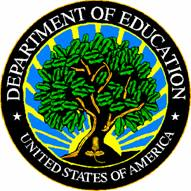 DEPARTMENT OF EDUCATION
UNITED STATES OF AMERICA